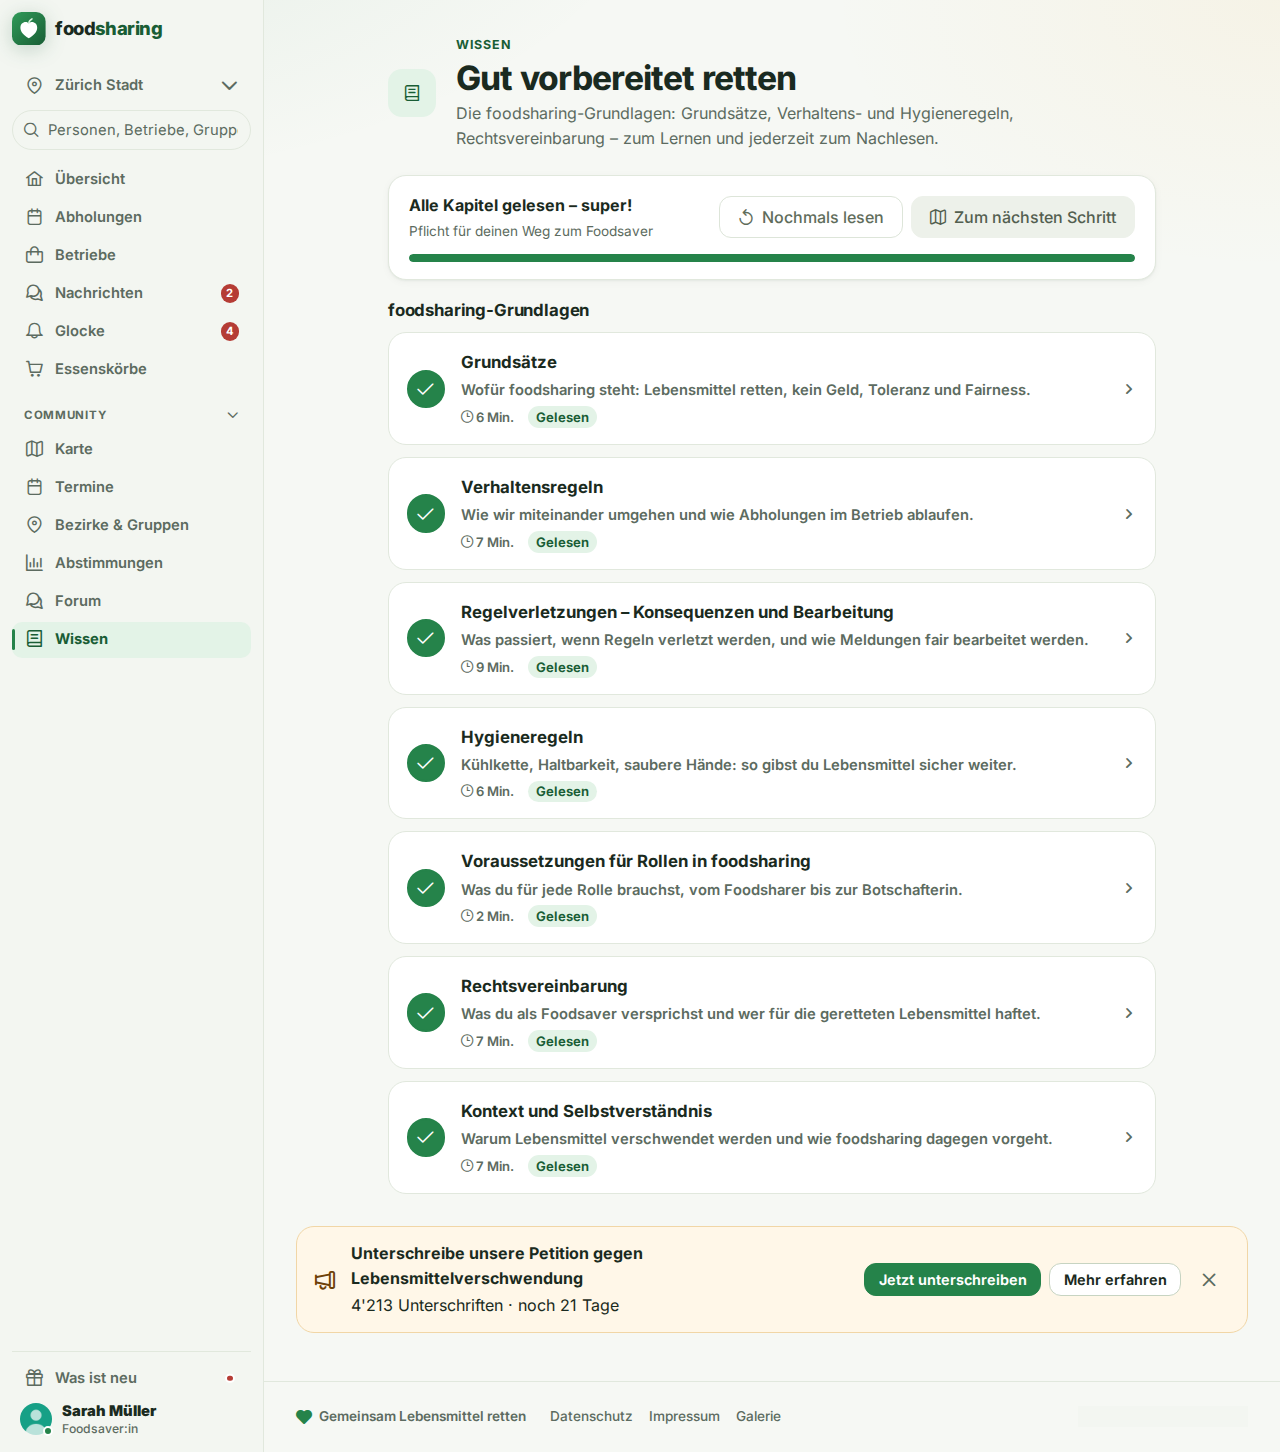 foodsharing
Zürich Stadt
Personen, Betriebe, Grupp
Übersicht
Abholungen
Betriebe
Nachrichten 2
Glocke 4
Essenskörbe
COMMUNITY
Karte
Termine
Bezirke & Gruppen
Abstimmungen
Forum
Wissen
Was ist neu
Sarah Müller
Foodsaver:in
WISSEN
Gut vorbereitet retten
Die foodsharing-Grundlagen: Grundsätze, Verhaltens- und Hygieneregeln,
Rechtsvereinbarung – zum Lernen und jederzeit zum Nachlesen.
Alle Kapitel gelesen – super!
Pflicht für deinen Weg zum Foodsaver
Nochmals lesen
Zum nächsten Schritt
foodsharing-Grundlagen
Grundsätze
Wofür foodsharing steht: Lebensmittel retten, kein Geld, Toleranz und Fairness.
6 Min. Gelesen
Verhaltensregeln
Wie wir miteinander umgehen und wie Abholungen im Betrieb ablaufen.
7 Min. Gelesen
Regelverletzungen – Konsequenzen und Bearbeitung
Was passiert, wenn Regeln verletzt werden, und wie Meldungen fair bearbeitet werden.
9 Min. Gelesen
Hygieneregeln
Kühlkette, Haltbarkeit, saubere Hände: so gibst du Lebensmittel sicher weiter.
6 Min. Gelesen
Voraussetzungen für Rollen in foodsharing
Was du für jede Rolle brauchst, vom Foodsharer bis zur Botschafterin.
2 Min. Gelesen
Rechtsvereinbarung
Was du als Foodsaver versprichst und wer für die geretteten Lebensmittel haftet.
7 Min. Gelesen
Kontext und Selbstverständnis
Warum Lebensmittel verschwendet werden und wie foodsharing dagegen vorgeht.
7 Min. Gelesen
Unterschreibe unsere Petition gegen
Lebensmittelverschwendung
4'213 Unterschriften · noch 21 Tage
Jetzt unterschreiben
Mehr erfahren
Gemeinsam Lebensmittel retten Datenschutz Impressum Galerie